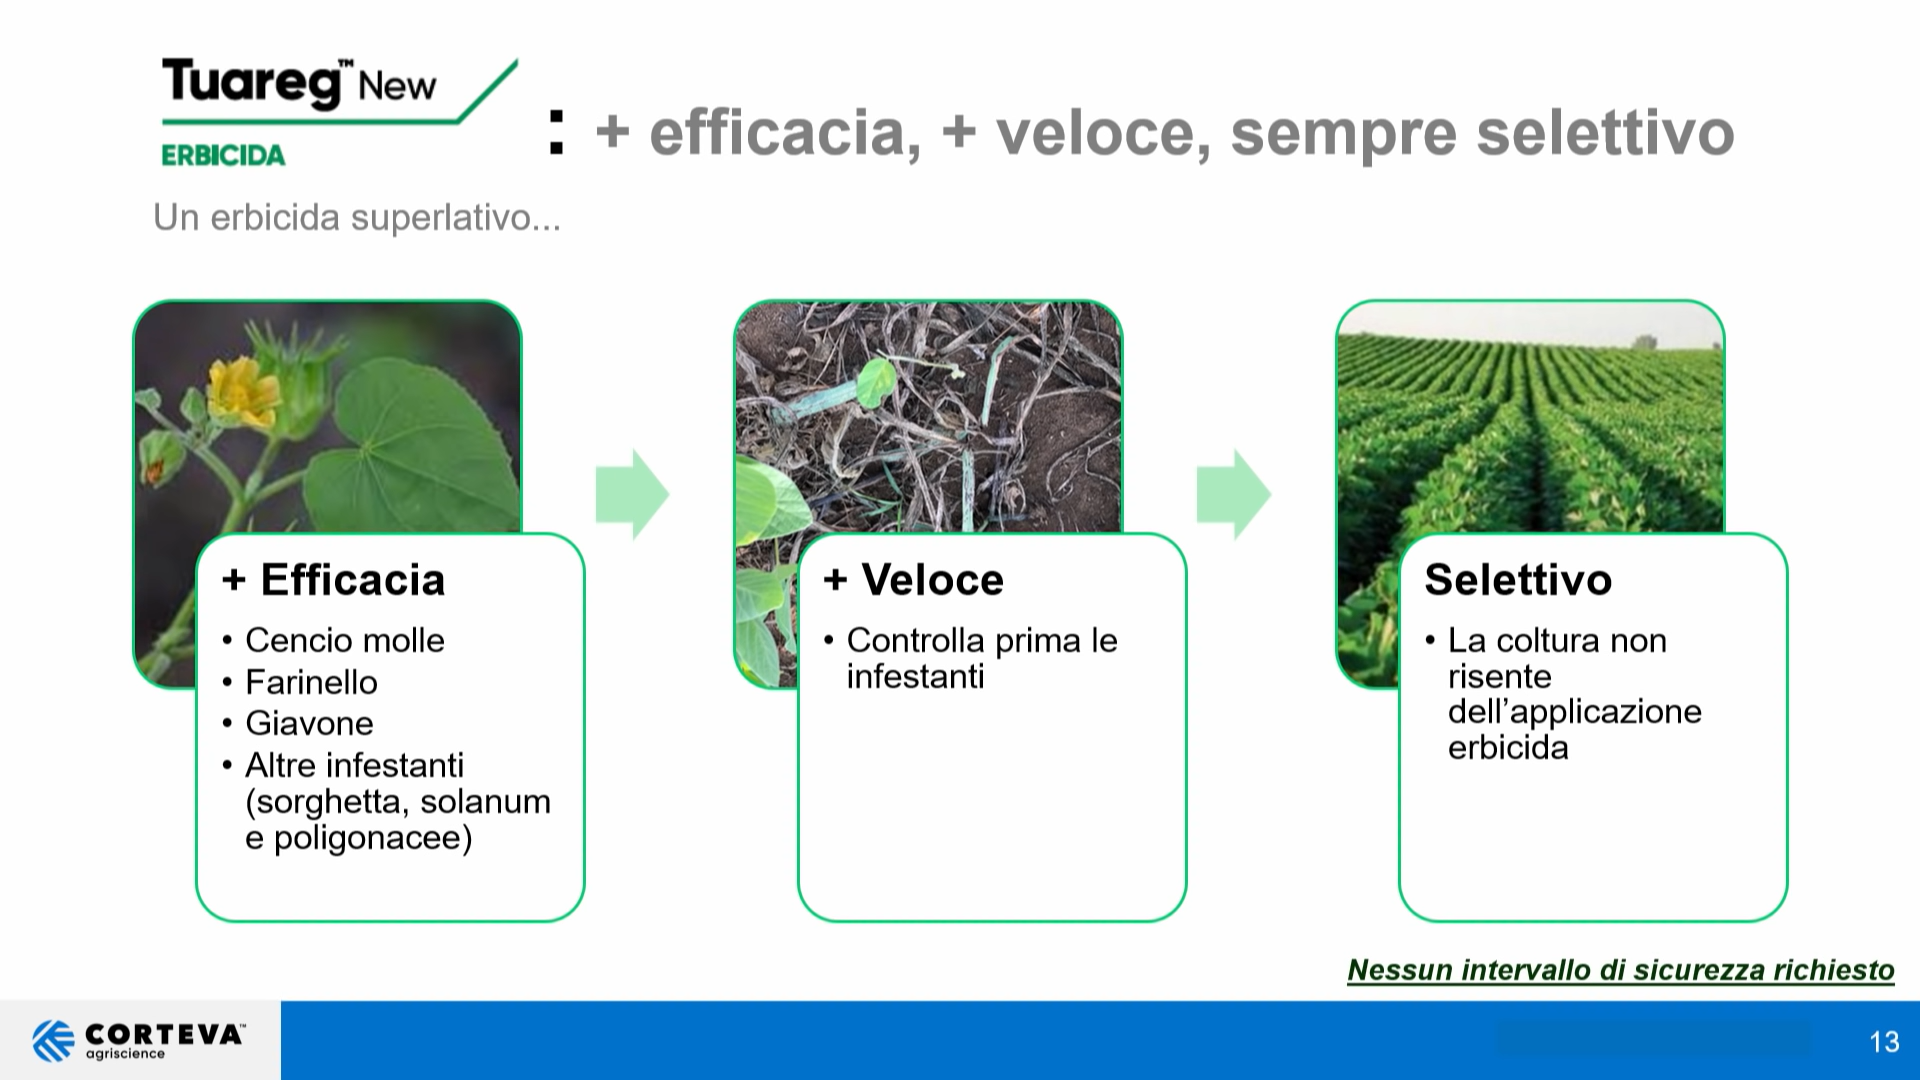 Tuareg™ New
ERBICIDA
: + efficacia, + veloce, sempre selettivo
Un erbicida superlativo...
+ Efficacia
• Cencio molle
• Farinello
• Giavone
• Altre infestanti
(sorghetta, solanum
e poligonacee)
+ Veloce
• Controlla prima le
infestanti
Selettivo
• La coltura non
risente
dell’applicazione
erbicida
Nessun intervallo di sicurezza richiesto
CORTEVA™
agriscience
13